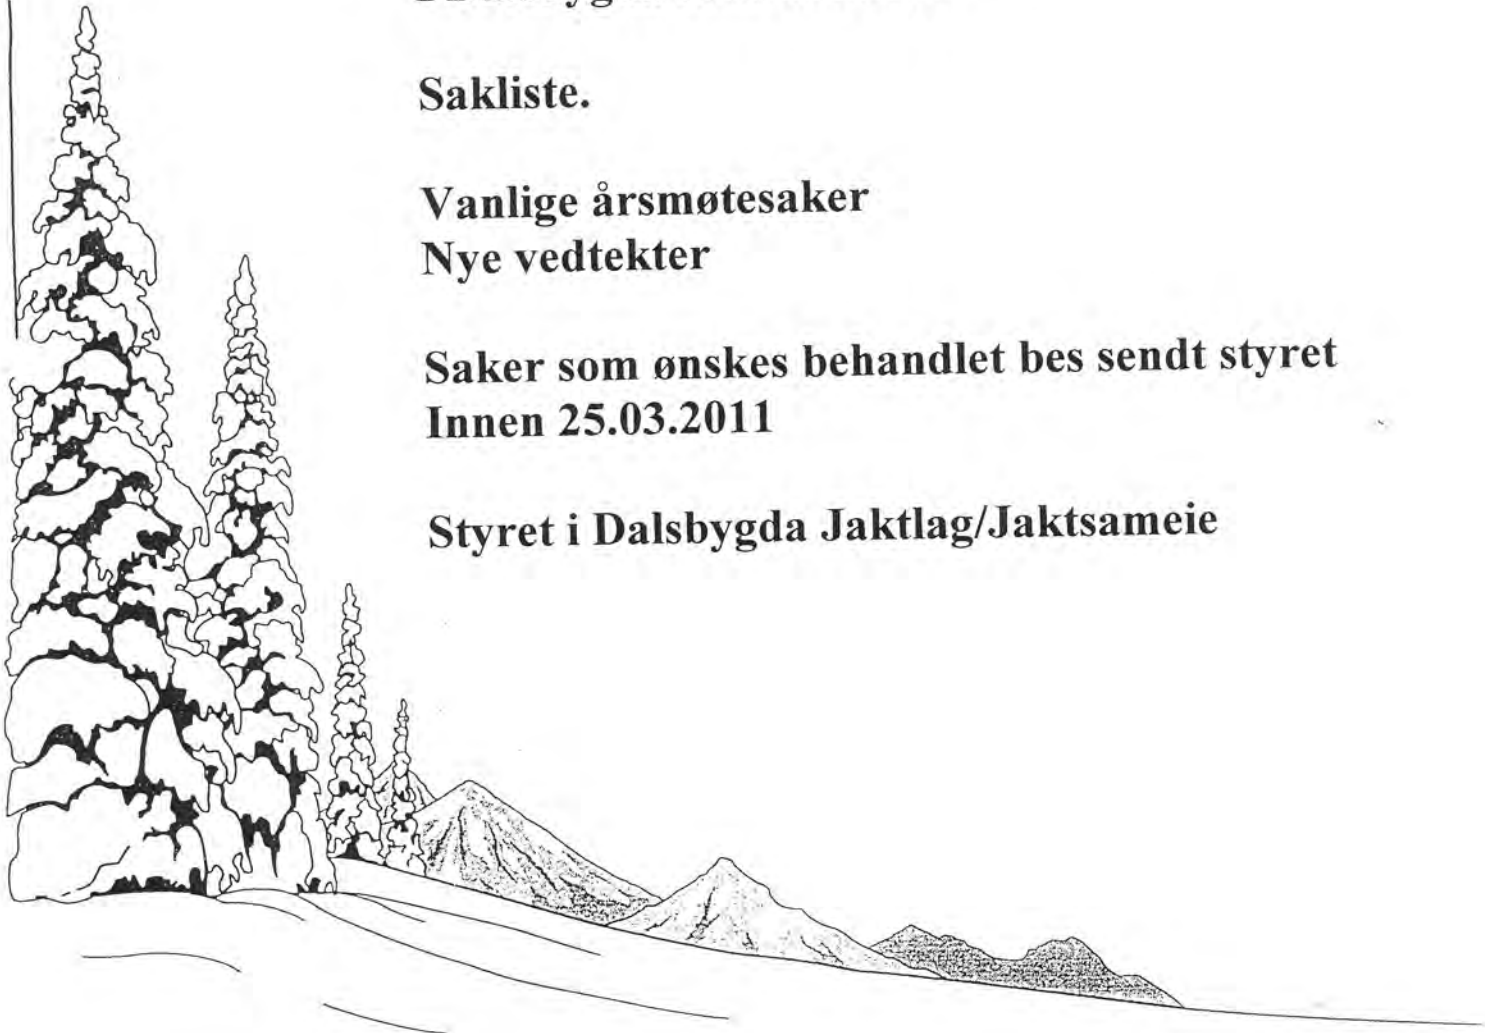 Sakliste.
Vanlige årsmøtesaker
Nye vedtekter
Saker som ønskes behandlet bes sendt styret
Innen 25.03.2011
Styret i Dalsbygda Jaktlag/Jaktsameie